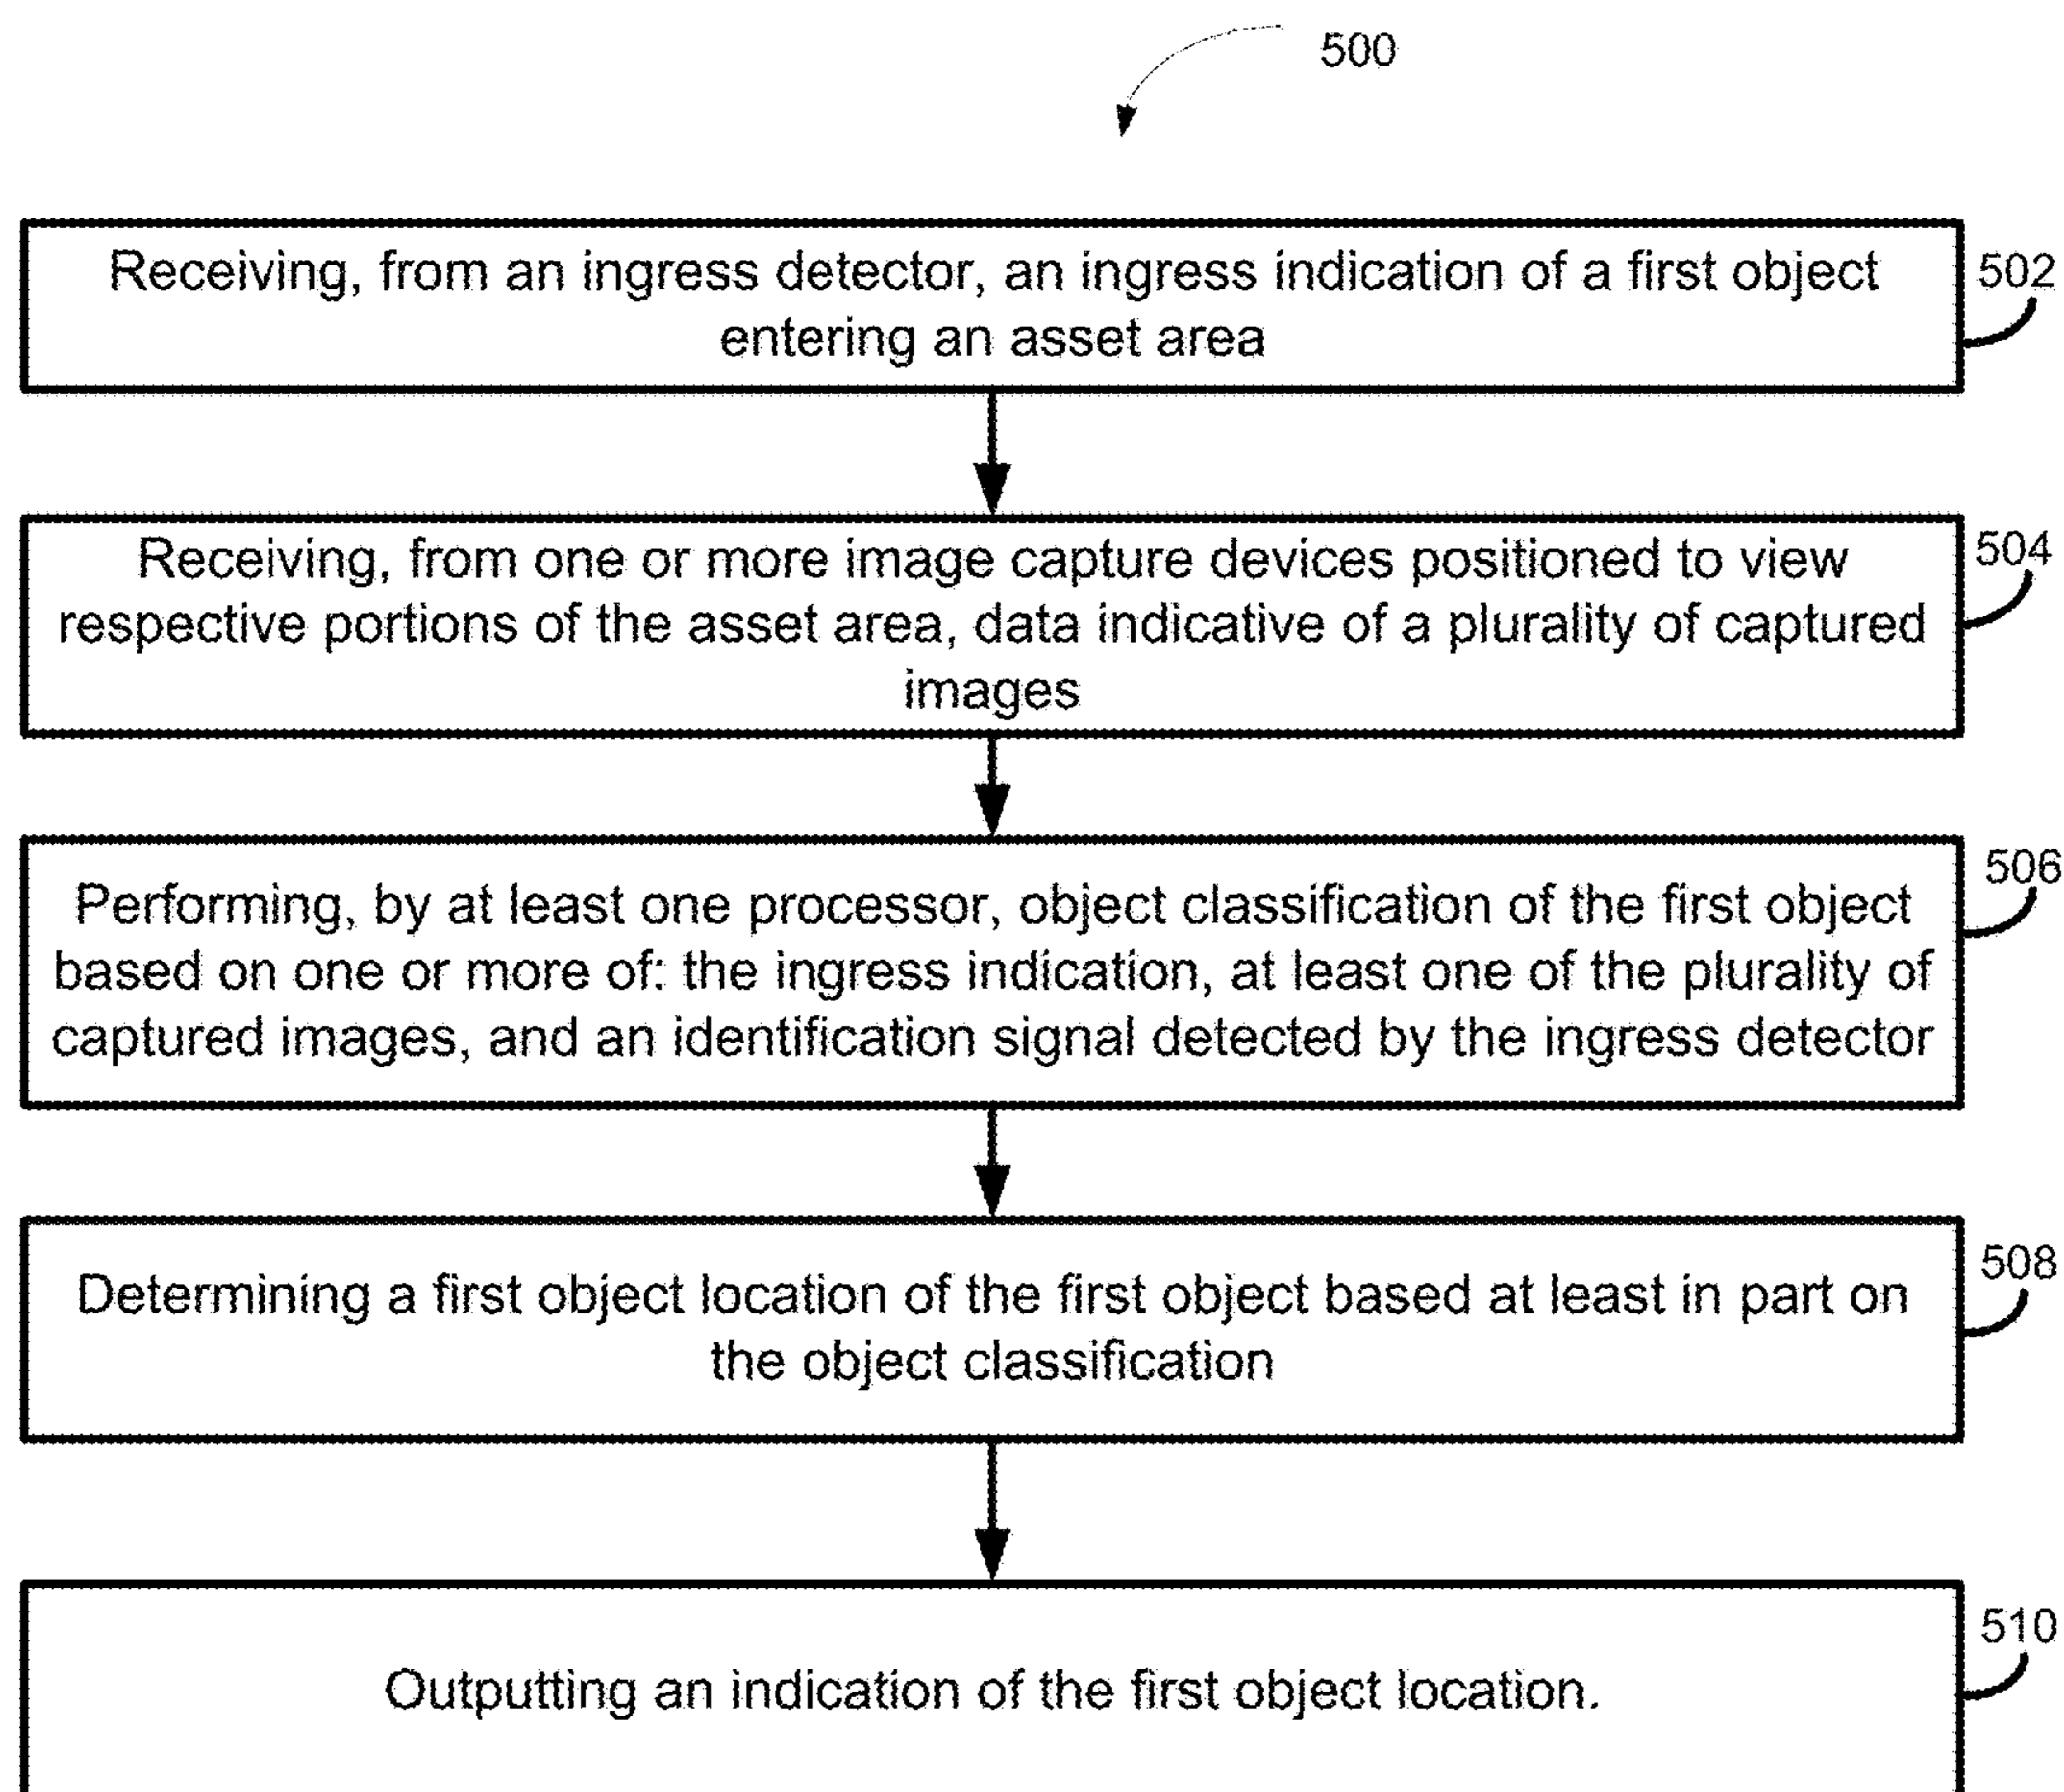 500
Receiving, from an ingress detector, an ingress indication of a first object
entering an asset area
502
Receiving, from one or more image capture devices positioned to view
respective portions of the asset area, data indicative of a plurality of captured
images
504
Performing, by at least one processor, object classification of the first object
based on one or more of: the ingress indication, at least one of the plurality of
captured images, and an identification signal detected by the ingress detector
506
Determining a first object location of the first object based at least in part on
the object classification
508
Outputting an indication of the first object location.
510